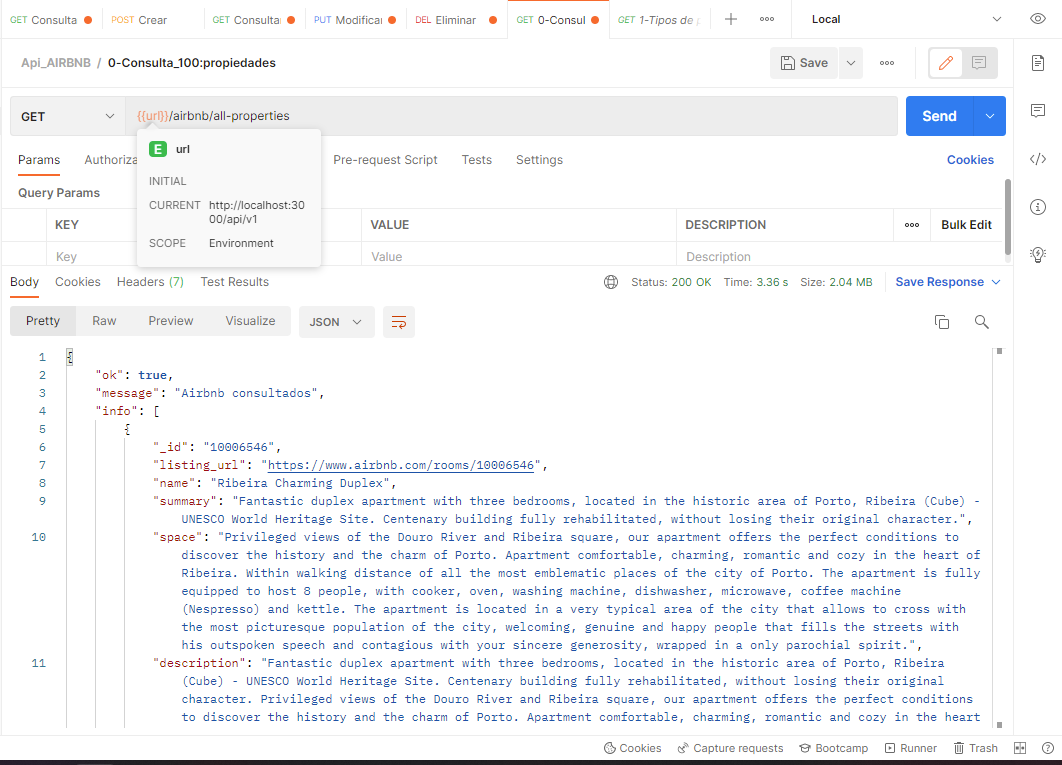 GET Consulta
POST Crear
GET Consulta
PUT Modificar
DEL Eliminar
GET 0-Consul
GET 1-Tipos de
Local
Api_AIRBNB / 0-Consulta_100:propiedades
Save
GET
{{url}}/airbnb/all-properties
Send
E url
INITIAL
CURRENT http://localhost:30
00/api/v1
SCOPE Environment
Params
Authoriza
Pre-request Script
Tests
Settings
Cookies
Query Params
KEY VALUE DESCRIPTION Bulk Edit
Key Value Description
Body Cookies Headers (7) Test Results
Status: 200 OK Time: 3.36 s Size: 2.04 MB Save Response
Pretty Raw Preview Visualize JSON
1 {
2 "ok": true,
3 "message": "Airbnb consultados",
4 "info": [
5 {
6 "_id": "10006546",
7 "listing_url": "https://www.airbnb.com/rooms/10006546",
8 "name": "Ribeira Charming Duplex",
9 "summary": "Fantastic duplex apartment with three bedrooms, located in the historic area of Porto, Ribeira (Cube) -
UNESCO World Heritage Site. Centenary building fully rehabilitated, without losing their original character.",
10 "space": "Privileged views of the Douro River and Ribeira square, our apartment offers the perfect conditions to
discover the history and the charm of Porto. Apartment comfortable, charming, romantic and cozy in the heart of
Ribeira. Within walking distance of all the most emblematic places of the city of Porto. The apartment is fully
equipped to host 8 people, with cooker, oven, washing machine, dishwasher, microwave, coffee machine
(Nespresso) and kettle. The apartment is located in a very typical area of the city that allows to cross with
the most picturesque population of the city, welcoming, genuine and happy people that fills the streets with
his outspoken speech and contagious with your sincere generosity, wrapped in a only parochial spirit.",
11 "description": "Fantastic duplex apartment with three bedrooms, located in the historic area of Porto, Ribeira
(Cube) - UNESCO World Heritage Site. Centenary building fully rehabilitated, without losing their original
character. Privileged views of the Douro River and Ribeira square, our apartment offers the perfect conditions
to discover the history and the charm of Porto. Apartment comfortable, charming, romantic and cozy in the heart
Cookies Capture requests Bootcamp Runner Trash